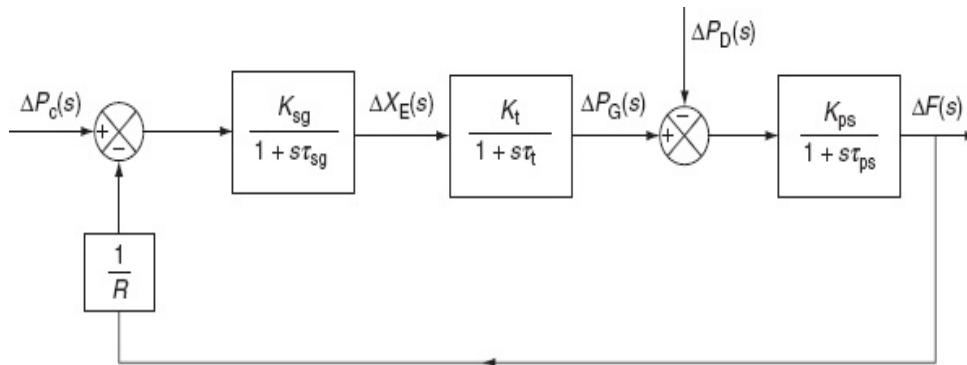 ΔP_D(s)
ΔP_c(s)
+
−
K_sg
1 + sτ_sg
ΔX_E(s)
K_t
1 + sτ_t
ΔP_G(s)
−
+
K_ps
1 + sτ_ps
ΔF(s)
1
R